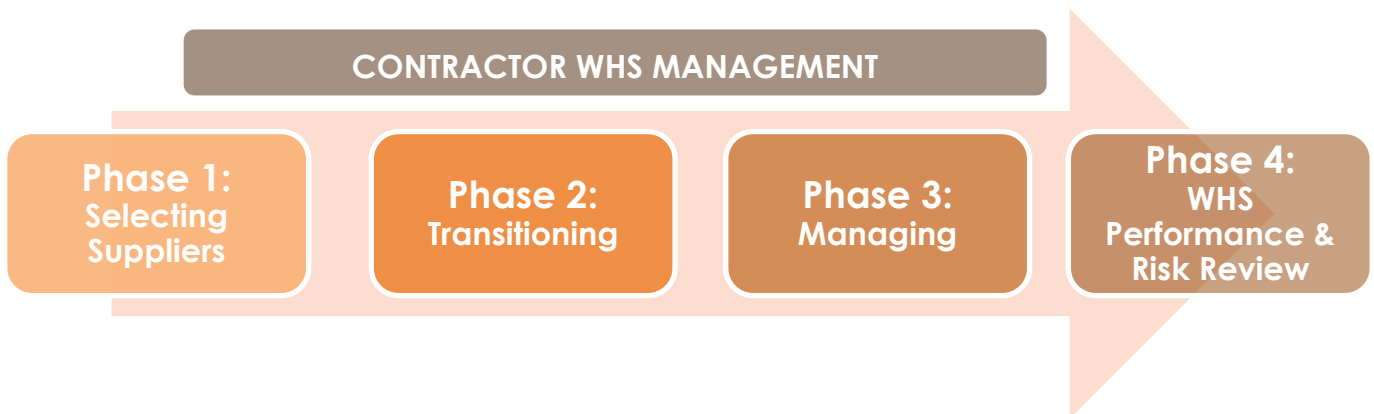 CONTRACTOR WHS MANAGEMENT
Phase 1:
Selecting
Suppliers
Phase 2:
Transitioning
Phase 3:
Managing
Phase 4:
WHS
Performance &
Risk Review